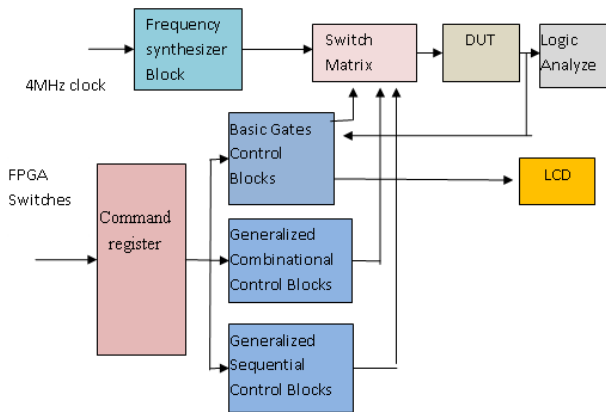 Frequency
synthesizer
Block
Switch
Matrix
DUT
Logic
Analyze
4MHz clock
Basic Gates
Control
Blocks
LCD
FPGA
Switches
Command
register
Generalized
Combinational
Control Blocks
Generalized
Sequential
Control Blocks